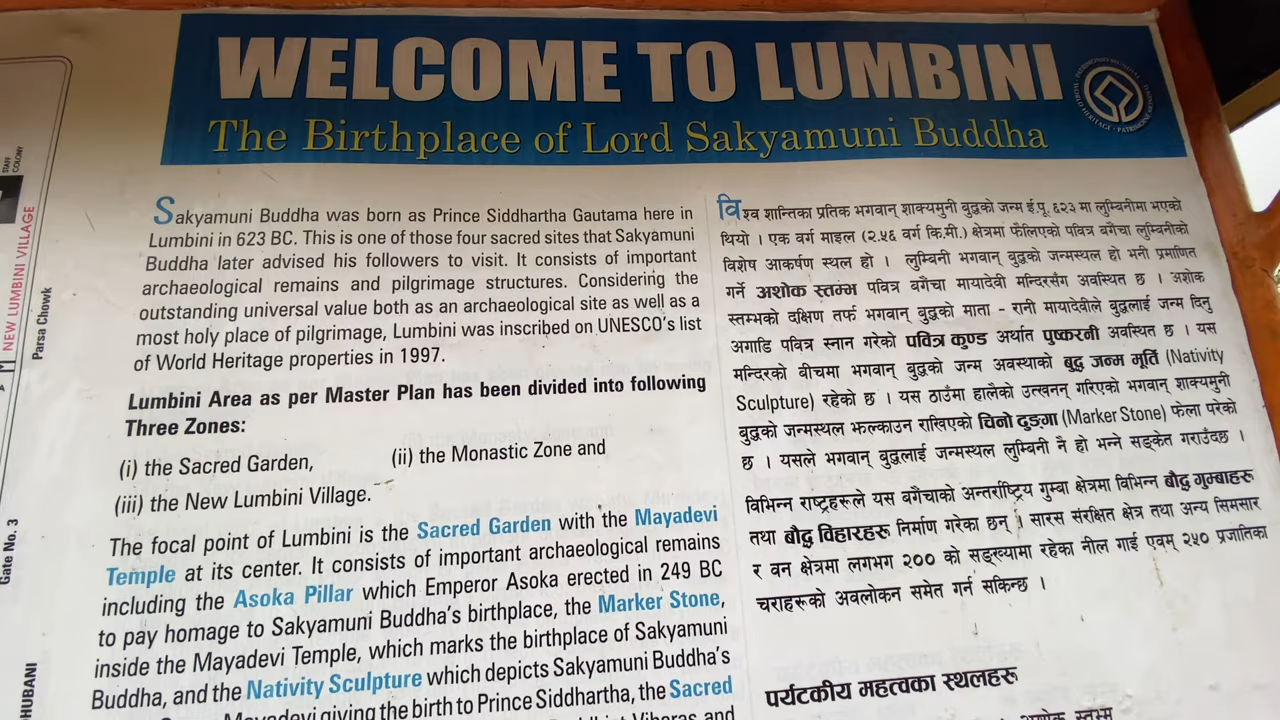 WELCOME TO LUMBINI
The Birthplace of Lord Sakyamuni Buddha
Sakyamuni Buddha was born as Prince Siddhartha Gautama here in
Lumbini in 623 BC. This is one of those four sacred sites that Sakyamuni
Buddha later advised his followers to visit. It consists of important
archaeological remains and pilgrimage structures. Considering the
outstanding universal value both as an archaeological site as well as a
most holy place of pilgrimage, Lumbini was inscribed on UNESCO's list
of World Heritage properties in 1997.
Lumbini Area as per Master Plan has been divided into following
Three Zones:
(i) the Sacred Garden, (ii) the Monastic Zone and
(iii) the New Lumbini Village.
The focal point of Lumbini is the Sacred Garden with the Mayadevi
Temple at its center. It consists of important archaeological remains
including the Asoka Pillar which Emperor Asoka erected in 249 BC
to pay homage to Sakyamuni Buddha's birthplace, the Marker Stone,
inside the Mayadevi Temple, which marks the birthplace of Sakyamuni
Buddha, and the Nativity Sculpture which depicts Sakyamuni Buddha's
Mayadevi giving the birth to Prince Siddhartha, the Sacred
Viharas and
विश्व शान्तिका प्रतिक भगवान् शाक्यमुनी बुद्धको जन्म ई.पू. ६२३ मा लुम्बिनीमा भएको
थियो । एक वर्ग माइल (२.५६ वर्ग कि.मी.) क्षेत्रमा फैलिएको पवित्र बगैचा लुम्बिनीको
विशेष आकर्षण स्थल हो । लुम्बिनी भगवान् बुद्धको जन्मस्थल हो भनी प्रमाणित
गर्ने अशोक स्तम्भ पवित्र बगैचा मायादेवी मन्दिरसँग अवस्थित छ । अशोक
स्तम्भको दक्षिण तर्फ भगवान् बुद्धको माता - रानी मायादेवीले बुद्धलाई जन्म दिनु
अगाडि पवित्र स्नान गरेको पवित्र कुण्ड अर्थात पुष्करनी अवस्थित छ । यस
मन्दिरको बीचमा भगवान् बुद्धको जन्म अवस्थाको बुद्ध जन्म मूर्ति (Nativity
Sculpture) रहेको छ । यस ठाउँमा हालैको उत्खनन् गरिएको भगवान् शाक्यमुनी
बुद्धको जन्मस्थल झल्काउन राखिएको चिनो ढुङ्गा (Marker Stone) फेला परेको
छ । यसले भगवान् बुद्धलाई जन्मस्थल लुम्बिनी नै हो भन्ने सङ्केत गराउँदछ ।
विभिन्न राष्ट्रहरूले यस बगैचाको अन्तर्राष्ट्रिय गुम्बा क्षेत्रमा विभिन्न बौद्ध गुम्बाहरू
तथा बौद्ध विहारहरू निर्माण गरेका छन् । सारस संरक्षित क्षेत्र तथा अन्य सिमसार
र वन क्षेत्रमा लगभग २०० को सङ्ख्यामा रहेका नील गाई एवम् २५० प्रजातिका
चराहरूको अवलोकन समेत गर्न सकिन्छ ।
पर्यटकीय महत्वका स्थलहरू
STAFF
COLONY
NEW LUMBINI VILLAGE
Parsa Chowk
Gate No. 3